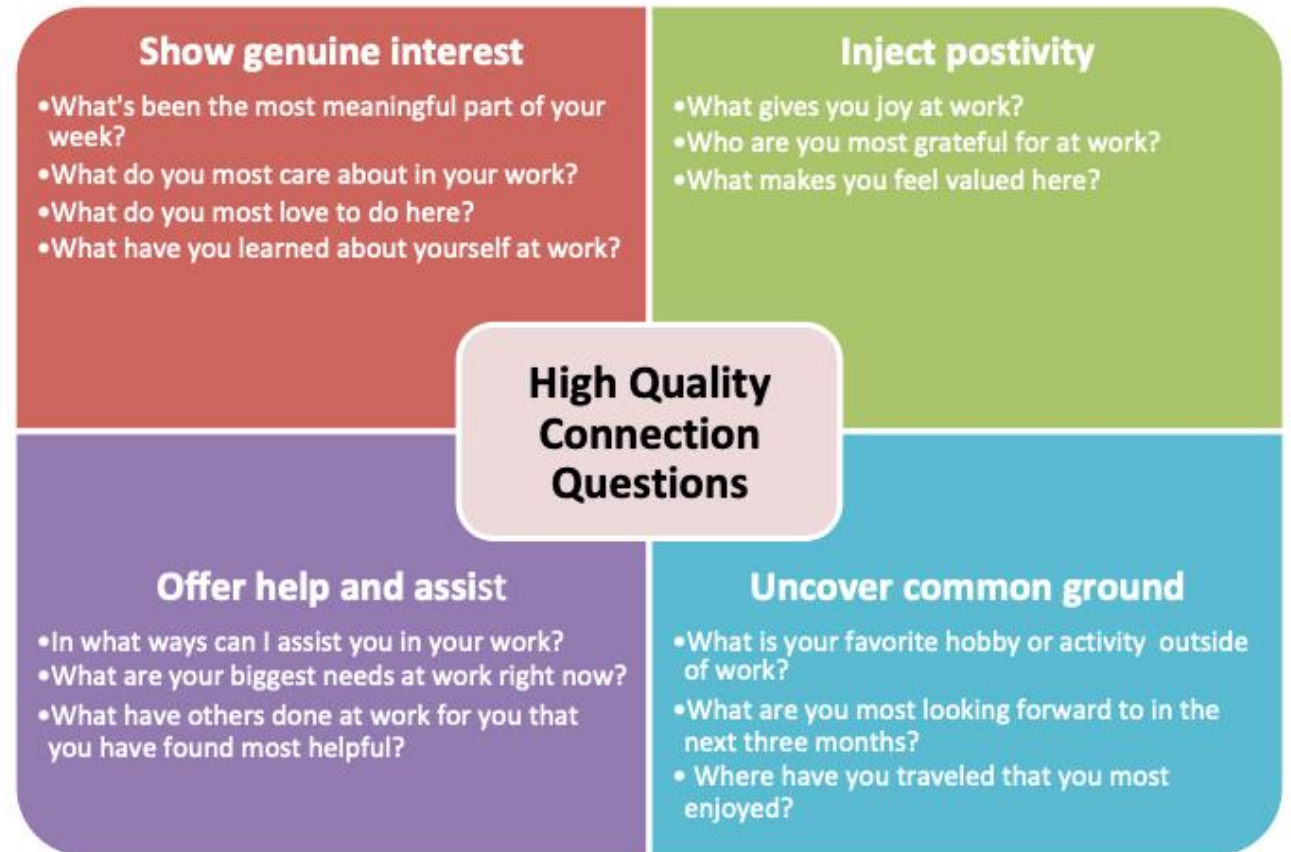 Show genuine interest
•What's been the most meaningful part of your
week?
•What do you most care about in your work?
•What do you most love to do here?
•What have you learned about yourself at work?
Inject postivity
•What gives you joy at work?
•Who are you most grateful for at work?
•What makes you feel valued here?
High Quality
Connection
Questions
Offer help and assist
•In what ways can I assist you in your work?
•What are your biggest needs at work right now?
•What have others done at work for you that
you have found most helpful?
Uncover common ground
•What is your favorite hobby or activity  outside
of work?
•What are you most looking forward to in the
next three months?
• Where have you traveled that you most
enjoyed?